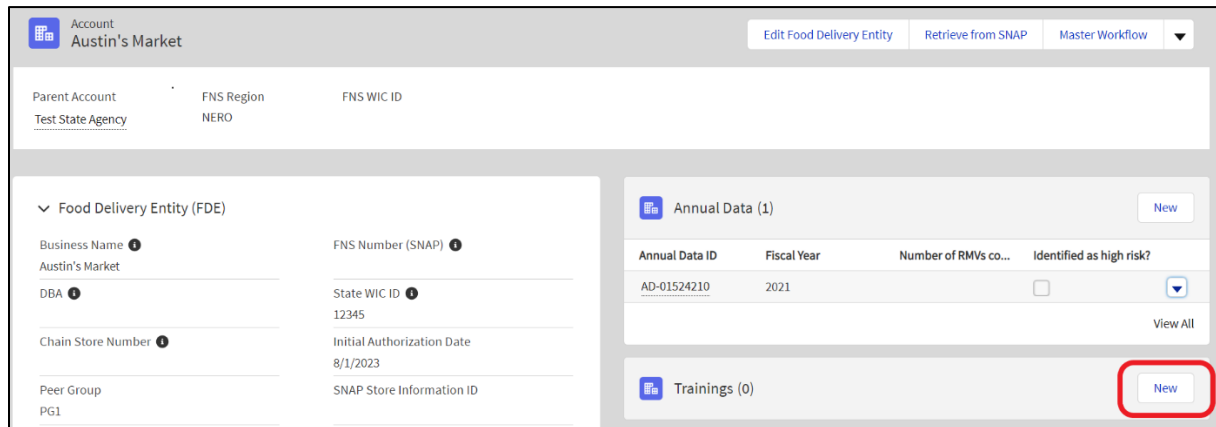 Account
Austin's Market
Edit Food Delivery Entity
Retrieve from SNAP
Master Workflow
Parent Account
FNS Region
FNS WIC ID
Test State Agency
NERO
Food Delivery Entity (FDE)
Business Name
FNS Number (SNAP)
Austin's Market
DBA
State WIC ID
12345
Chain Store Number
Initial Authorization Date
8/1/2023
Peer Group
SNAP Store Information ID
PG1
Annual Data (1)
New
Annual Data ID
Fiscal Year
Number of RMVs co...
Identified as high risk?
AD-01524210
2021
View All
Trainings (0)
New